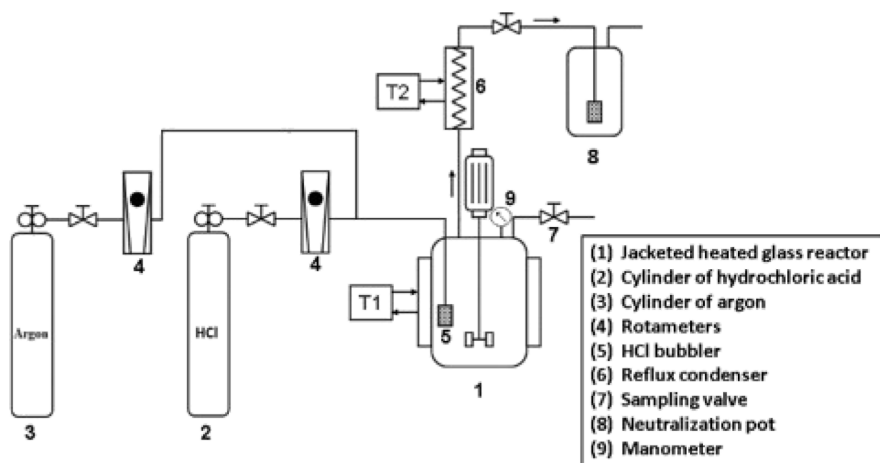 T2
6
8
9
7
4
4
T1
5
1
Argon
HCl
3
2
(1) Jacketed heated glass reactor
(2) Cylinder of hydrochloric acid
(3) Cylinder of argon
(4) Rotameters
(5) HCl bubbler
(6) Reflux condenser
(7) Sampling valve
(8) Neutralization pot
(9) Manometer